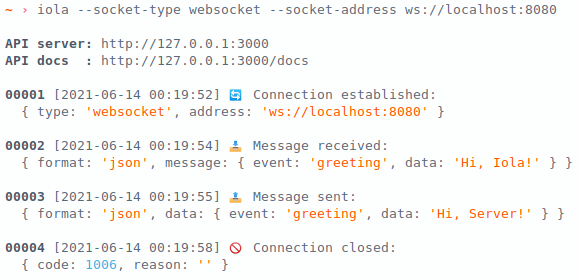 ~ › iola --socket-type websocket --socket-address ws://localhost:8080
API server: http://127.0.0.1:3000
API docs  : http://127.0.0.1:3000/docs
00001 [2021-06-14 00:19:52] 🔄 Connection established:
  { type: 'websocket', address: 'ws://localhost:8080' }
00002 [2021-06-14 00:19:54] 📥 Message received:
  { format: 'json', message: { event: 'greeting', data: 'Hi, Iola!' } }
00003 [2021-06-14 00:19:55] 📤 Message sent:
  { format: 'json', data: { event: 'greeting', data: 'Hi, Server!' } }
00004 [2021-06-14 00:19:58] 🚫 Connection closed:
  { code: 1006, reason: '' }